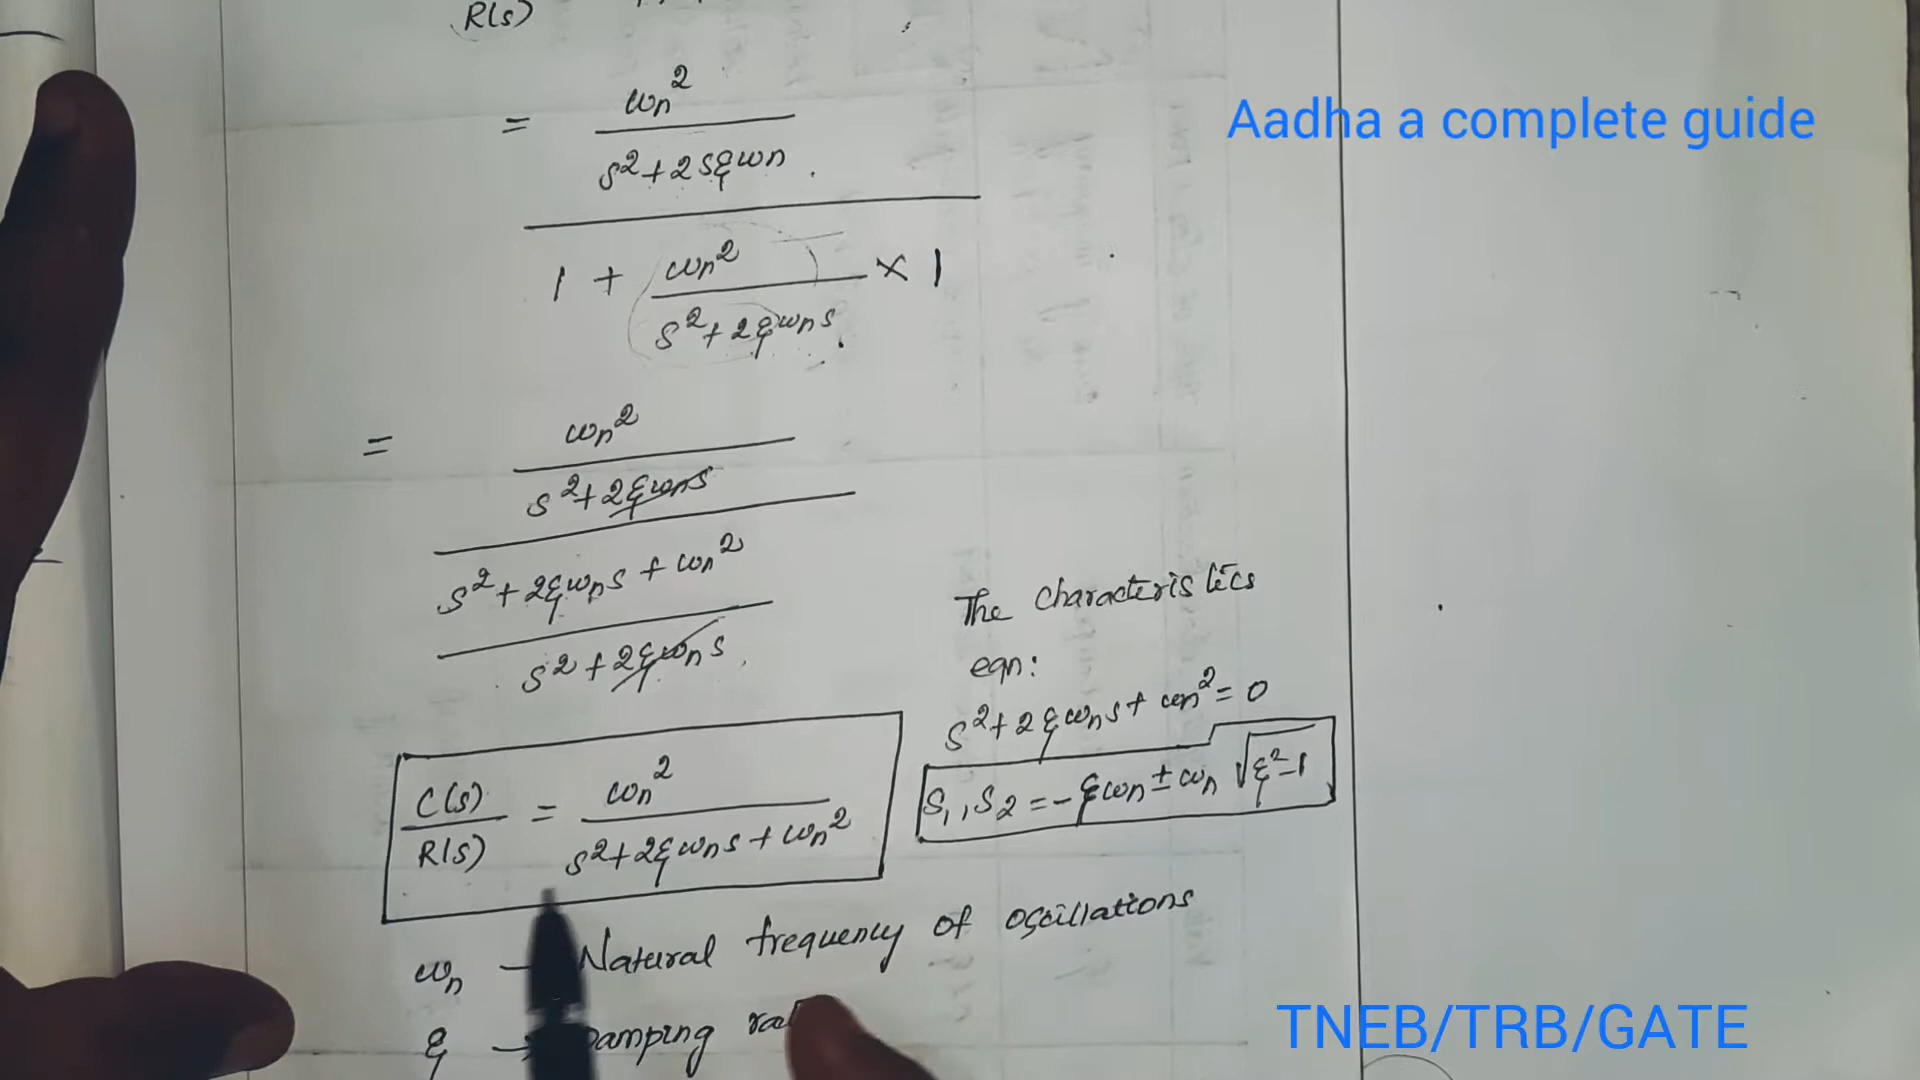 R(s)
Aadha a complete guide
= ωn²
s²+2sξωn
1 + ωn² × 1
s²+2ξωns
= ωn²
s²+2ξωns
s²+2ξωns+ωn²
s²+2ξωns
The characteristics
eqn:
s²+2ξωns+ωn²=0
S1,S2=-ξωn±ωn√ξ²-1
C(s) = ωn²
R(s) s²+2ξωns+ωn²
ωn → Natural frequency of oscillations
ξ → Damping
TNEB/TRB/GATE